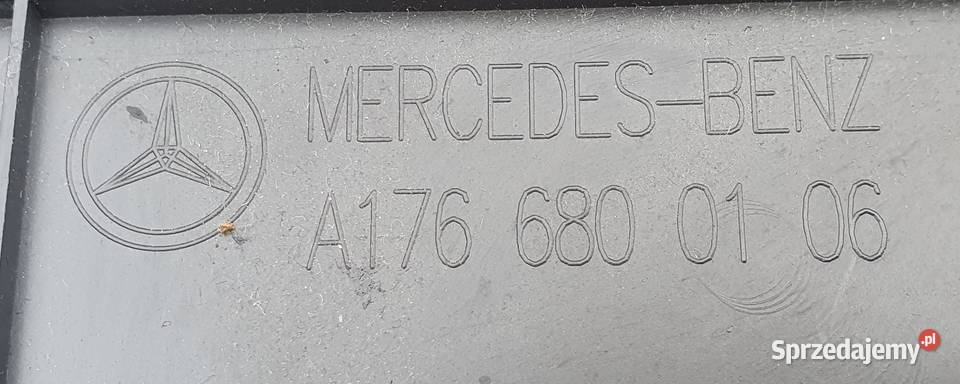 MERCEDES-BENZ
A176 680 01 06
Sprzedajemy.pl